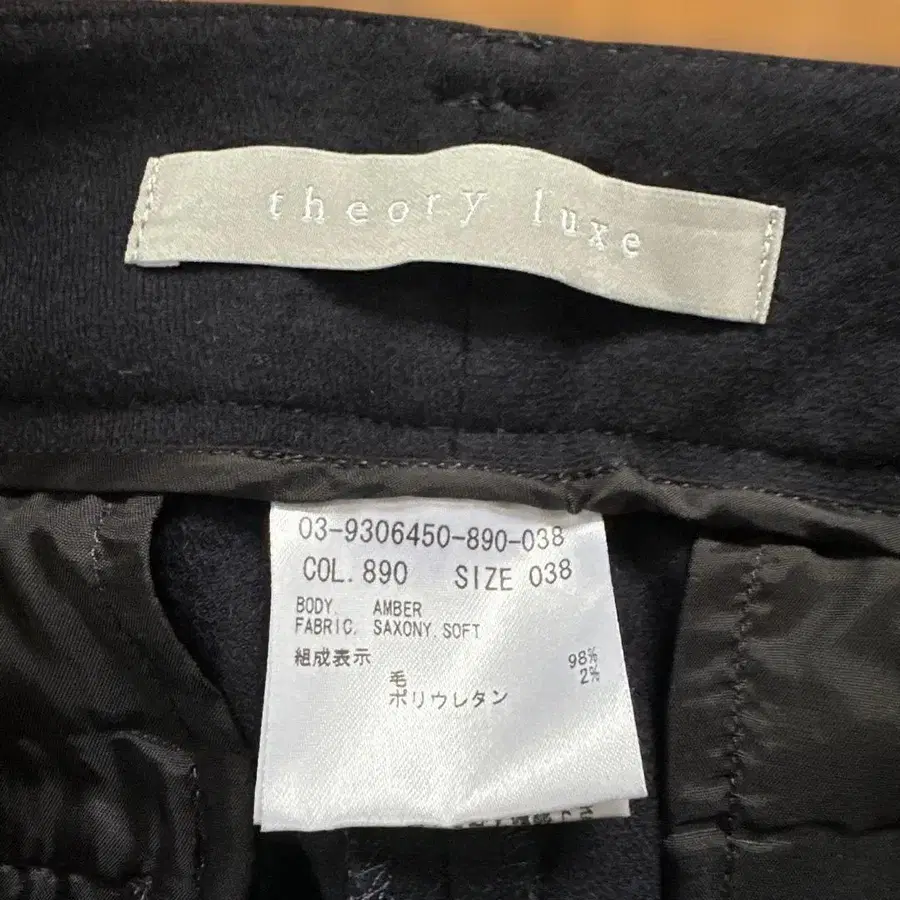 theory luxe
03-9306450-890-038
COL. 890 SIZE 038
BODY. AMBER
FABRIC. SAXONY SOFT
組成表示
毛 98%
ポリウレタン 2%